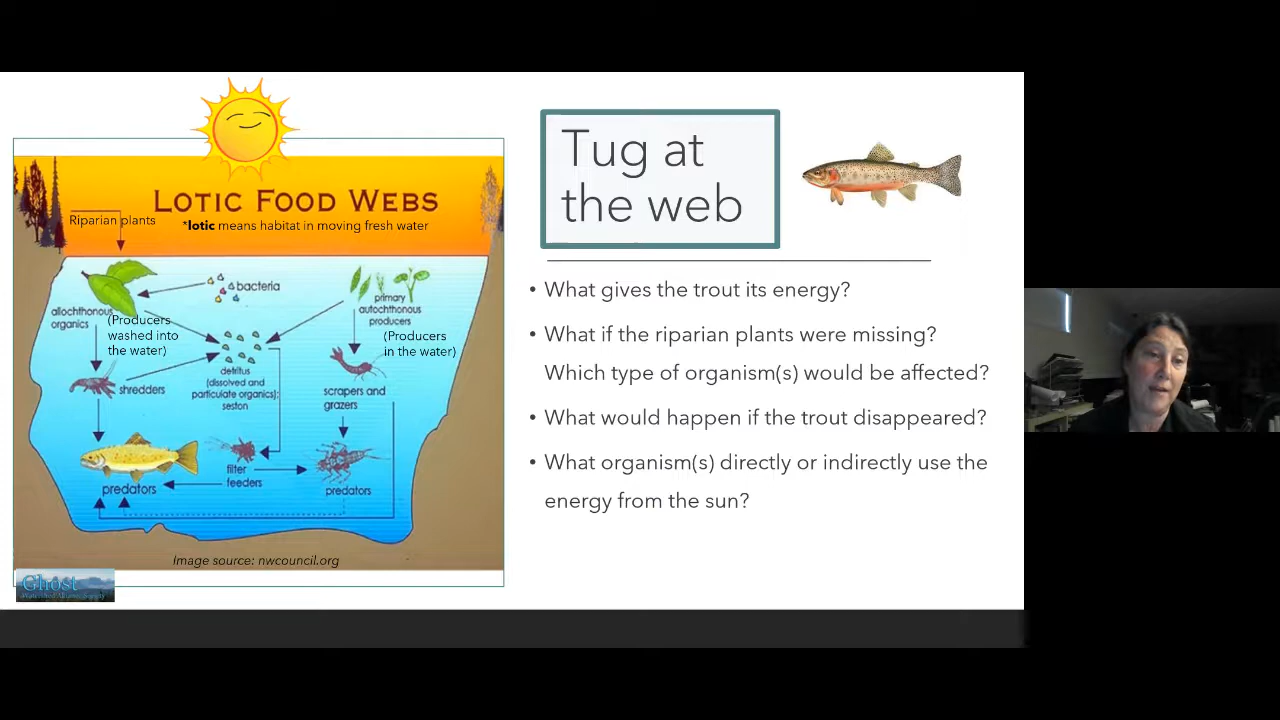 LOTIC FOOD WEBS
Riparian plants
*lotic means habitat in moving fresh water
bacteria
allochthonous
organics
(Producers
washed into
the water)
primary
autochthonous
producers
(Producers
in the water)
detritus
(dissolved and
particulate organics):
seston
shredders
scrapers and
grazers
filter
feeders
predators
predators
Image source: nwcouncil.org
Ghost
Watershed Alliance Society
Tug at
the web
• What gives the trout its energy?
• What if the riparian plants were missing?
Which type of organism(s) would be affected?
• What would happen if the trout disappeared?
• What organism(s) directly or indirectly use the
energy from the sun?